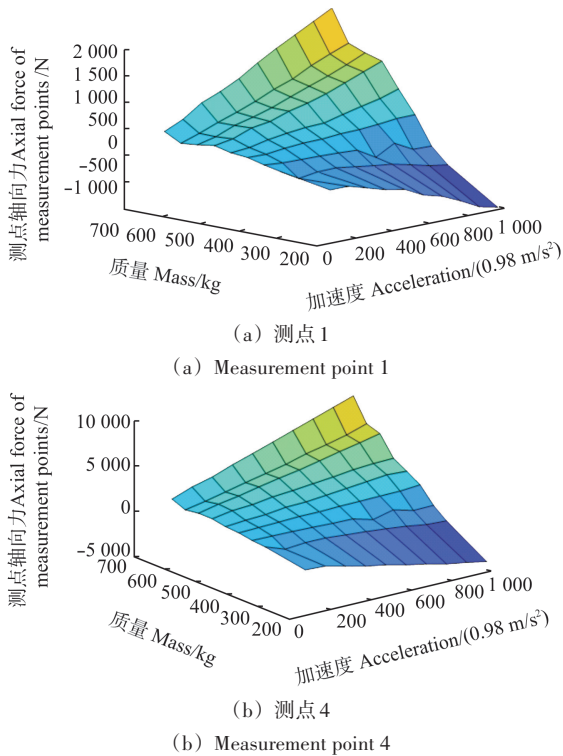 测点轴向力Axial force of
measurement points /N
2 000
1 500
1 000
500
0
−500
−1 000
700 600 500 400 300 200
0 200 400 600 800 1 000
质量 Mass/kg
加速度 Acceleration/(0.98 m/s²)
(a) 测点1
(a) Measurement point 1
测点轴向力Axial force of
measurement points/N
10 000
5 000
0
−5 000
700 600 500 400 300 200
0 200 400 600 800 1 000
质量 Mass/kg
加速度 Acceleration/(0.98 m/s²)
(b) 测点4
(b) Measurement point 4